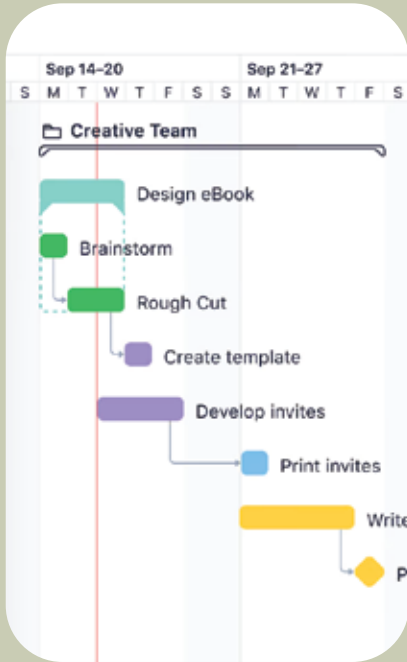 Sep 14–20 Sep 21–27
S M T W T F S S M T W T F S
Creative Team
Design eBook
Brainstorm
Rough Cut
Create template
Develop invites
Print invites
Write
P